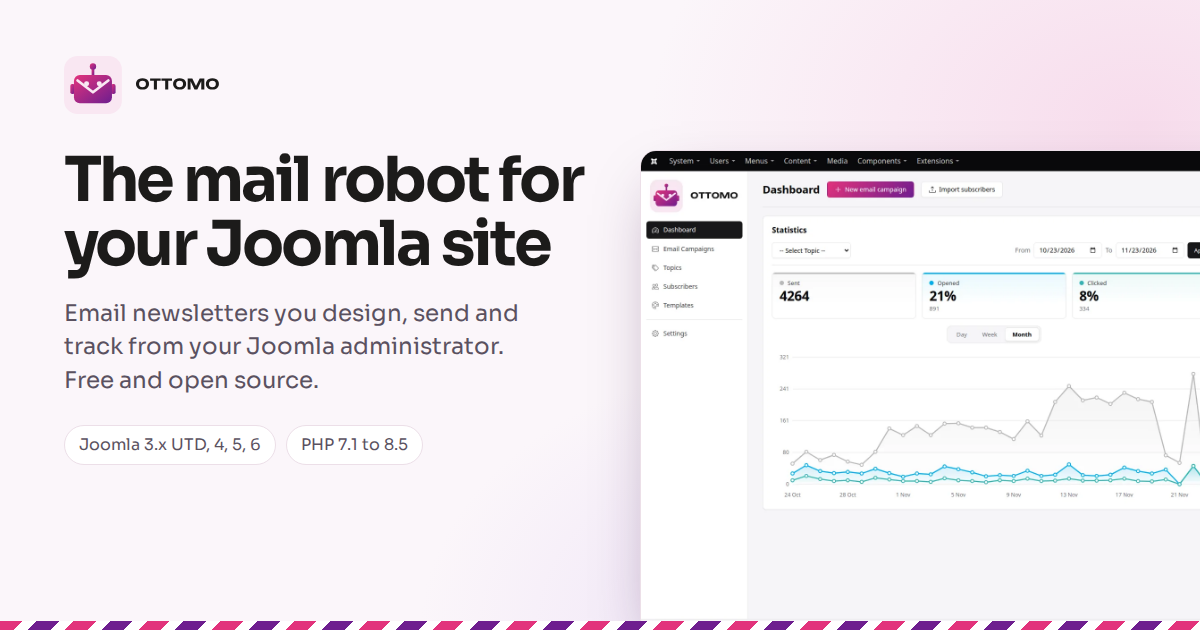 OTTOMO
The mail robot for
your Joomla site
Email newsletters you design, send and
track from your Joomla administrator.
Free and open source.
Joomla 3.x UTD, 4, 5, 6
PHP 7.1 to 8.5
System Users Menus Content Media Components Extensions
OTTOMO
Dashboard
Email Campaigns
Topics
Subscribers
Templates
Settings
Dashboard + New email campaign Import subscribers
Statistics
-- Select Topic -- From 10/23/2026 To 11/23/2026
Sent
4264
Opened
21%
891
Clicked
8%
334
Day Week Month
321
241
161
80
0
24 Oct 28 Oct 1 Nov 5 Nov 9 Nov 13 Nov 17 Nov 21 Nov